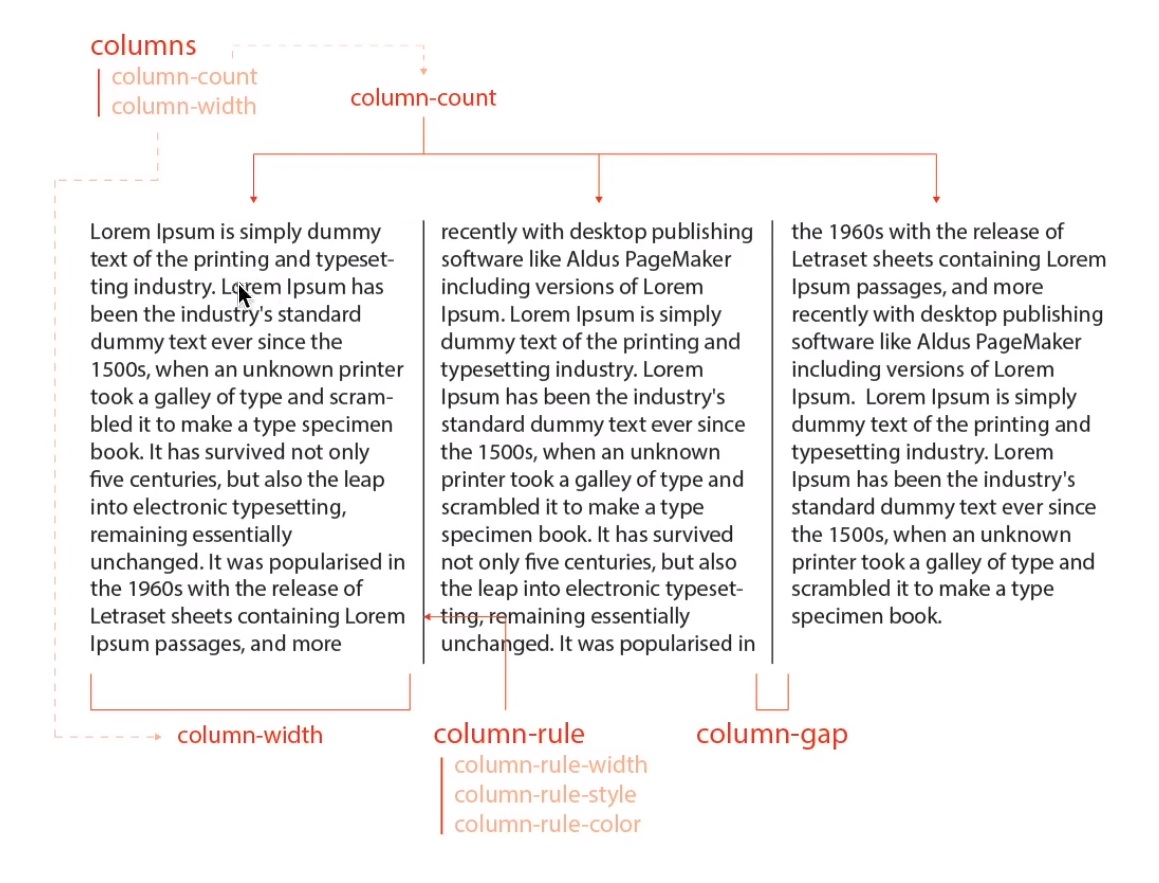 columns
column-count
column-width
column-count
Lorem Ipsum is simply dummy
text of the printing and typeset-
ting industry. Lorem Ipsum has
been the industry's standard
dummy text ever since the
1500s, when an unknown printer
took a galley of type and scram-
bled it to make a type specimen
book. It has survived not only
five centuries, but also the leap
into electronic typesetting,
remaining essentially
unchanged. It was popularised in
the 1960s with the release of
Letraset sheets containing Lorem
Ipsum passages, and more
recently with desktop publishing
software like Aldus PageMaker
including versions of Lorem
Ipsum. Lorem Ipsum is simply
dummy text of the printing and
typesetting industry. Lorem
Ipsum has been the industry's
standard dummy text ever since
the 1500s, when an unknown
printer took a galley of type and
scrambled it to make a type
specimen book. It has survived
not only five centuries, but also
the leap into electronic typeset-
ting, remaining essentially
unchanged. It was popularised in
the 1960s with the release of
Letraset sheets containing Lorem
Ipsum passages, and more
recently with desktop publishing
software like Aldus PageMaker
including versions of Lorem
Ipsum.  Lorem Ipsum is simply
dummy text of the printing and
typesetting industry. Lorem
Ipsum has been the industry's
standard dummy text ever since
the 1500s, when an unknown
printer took a galley of type and
scrambled it to make a type
specimen book.
column-width
column-rule
column-rule-width
column-rule-style
column-rule-color
column-gap